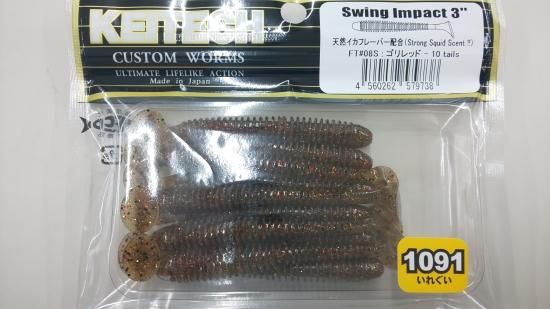 KEITECH
CUSTOM WORMS
ULTIMATE LIFELIKE ACTION
Made in Japan
Swing Impact 3"
天然イカフレーバー配合(Strong Squid Scent !!)
FT#08S : ゴリレッド - 10 tails
4 560262 579738
1091
いれぐい